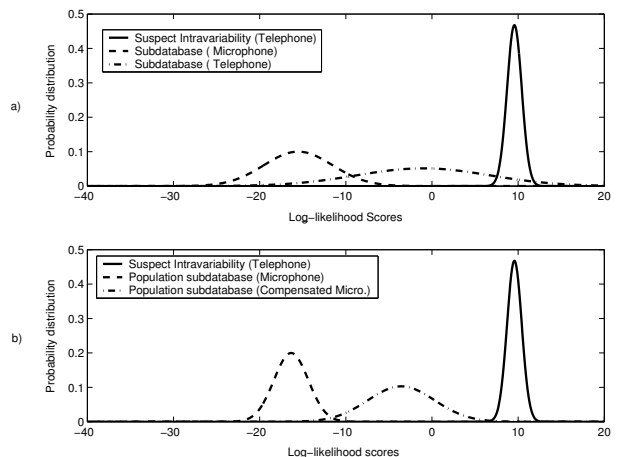 0.5
Suspect Intravariability (Telephone)
Subdatabase ( Microphone)
Subdatabase ( Telephone)
0.4
0.3
0.2
0.1
0
Probability distribution
a)
−40 −30 −20 −10 0 10 20
Log−likelihood Scores
0.5
Suspect Intravariability (Telephone)
Population subdatabase (Microphone)
Population subdatabase (Compensated Micro.)
0.4
0.3
0.2
0.1
0
Probability distribution
b)
−40 −30 −20 −10 0 10 20
Log−likelihood scores